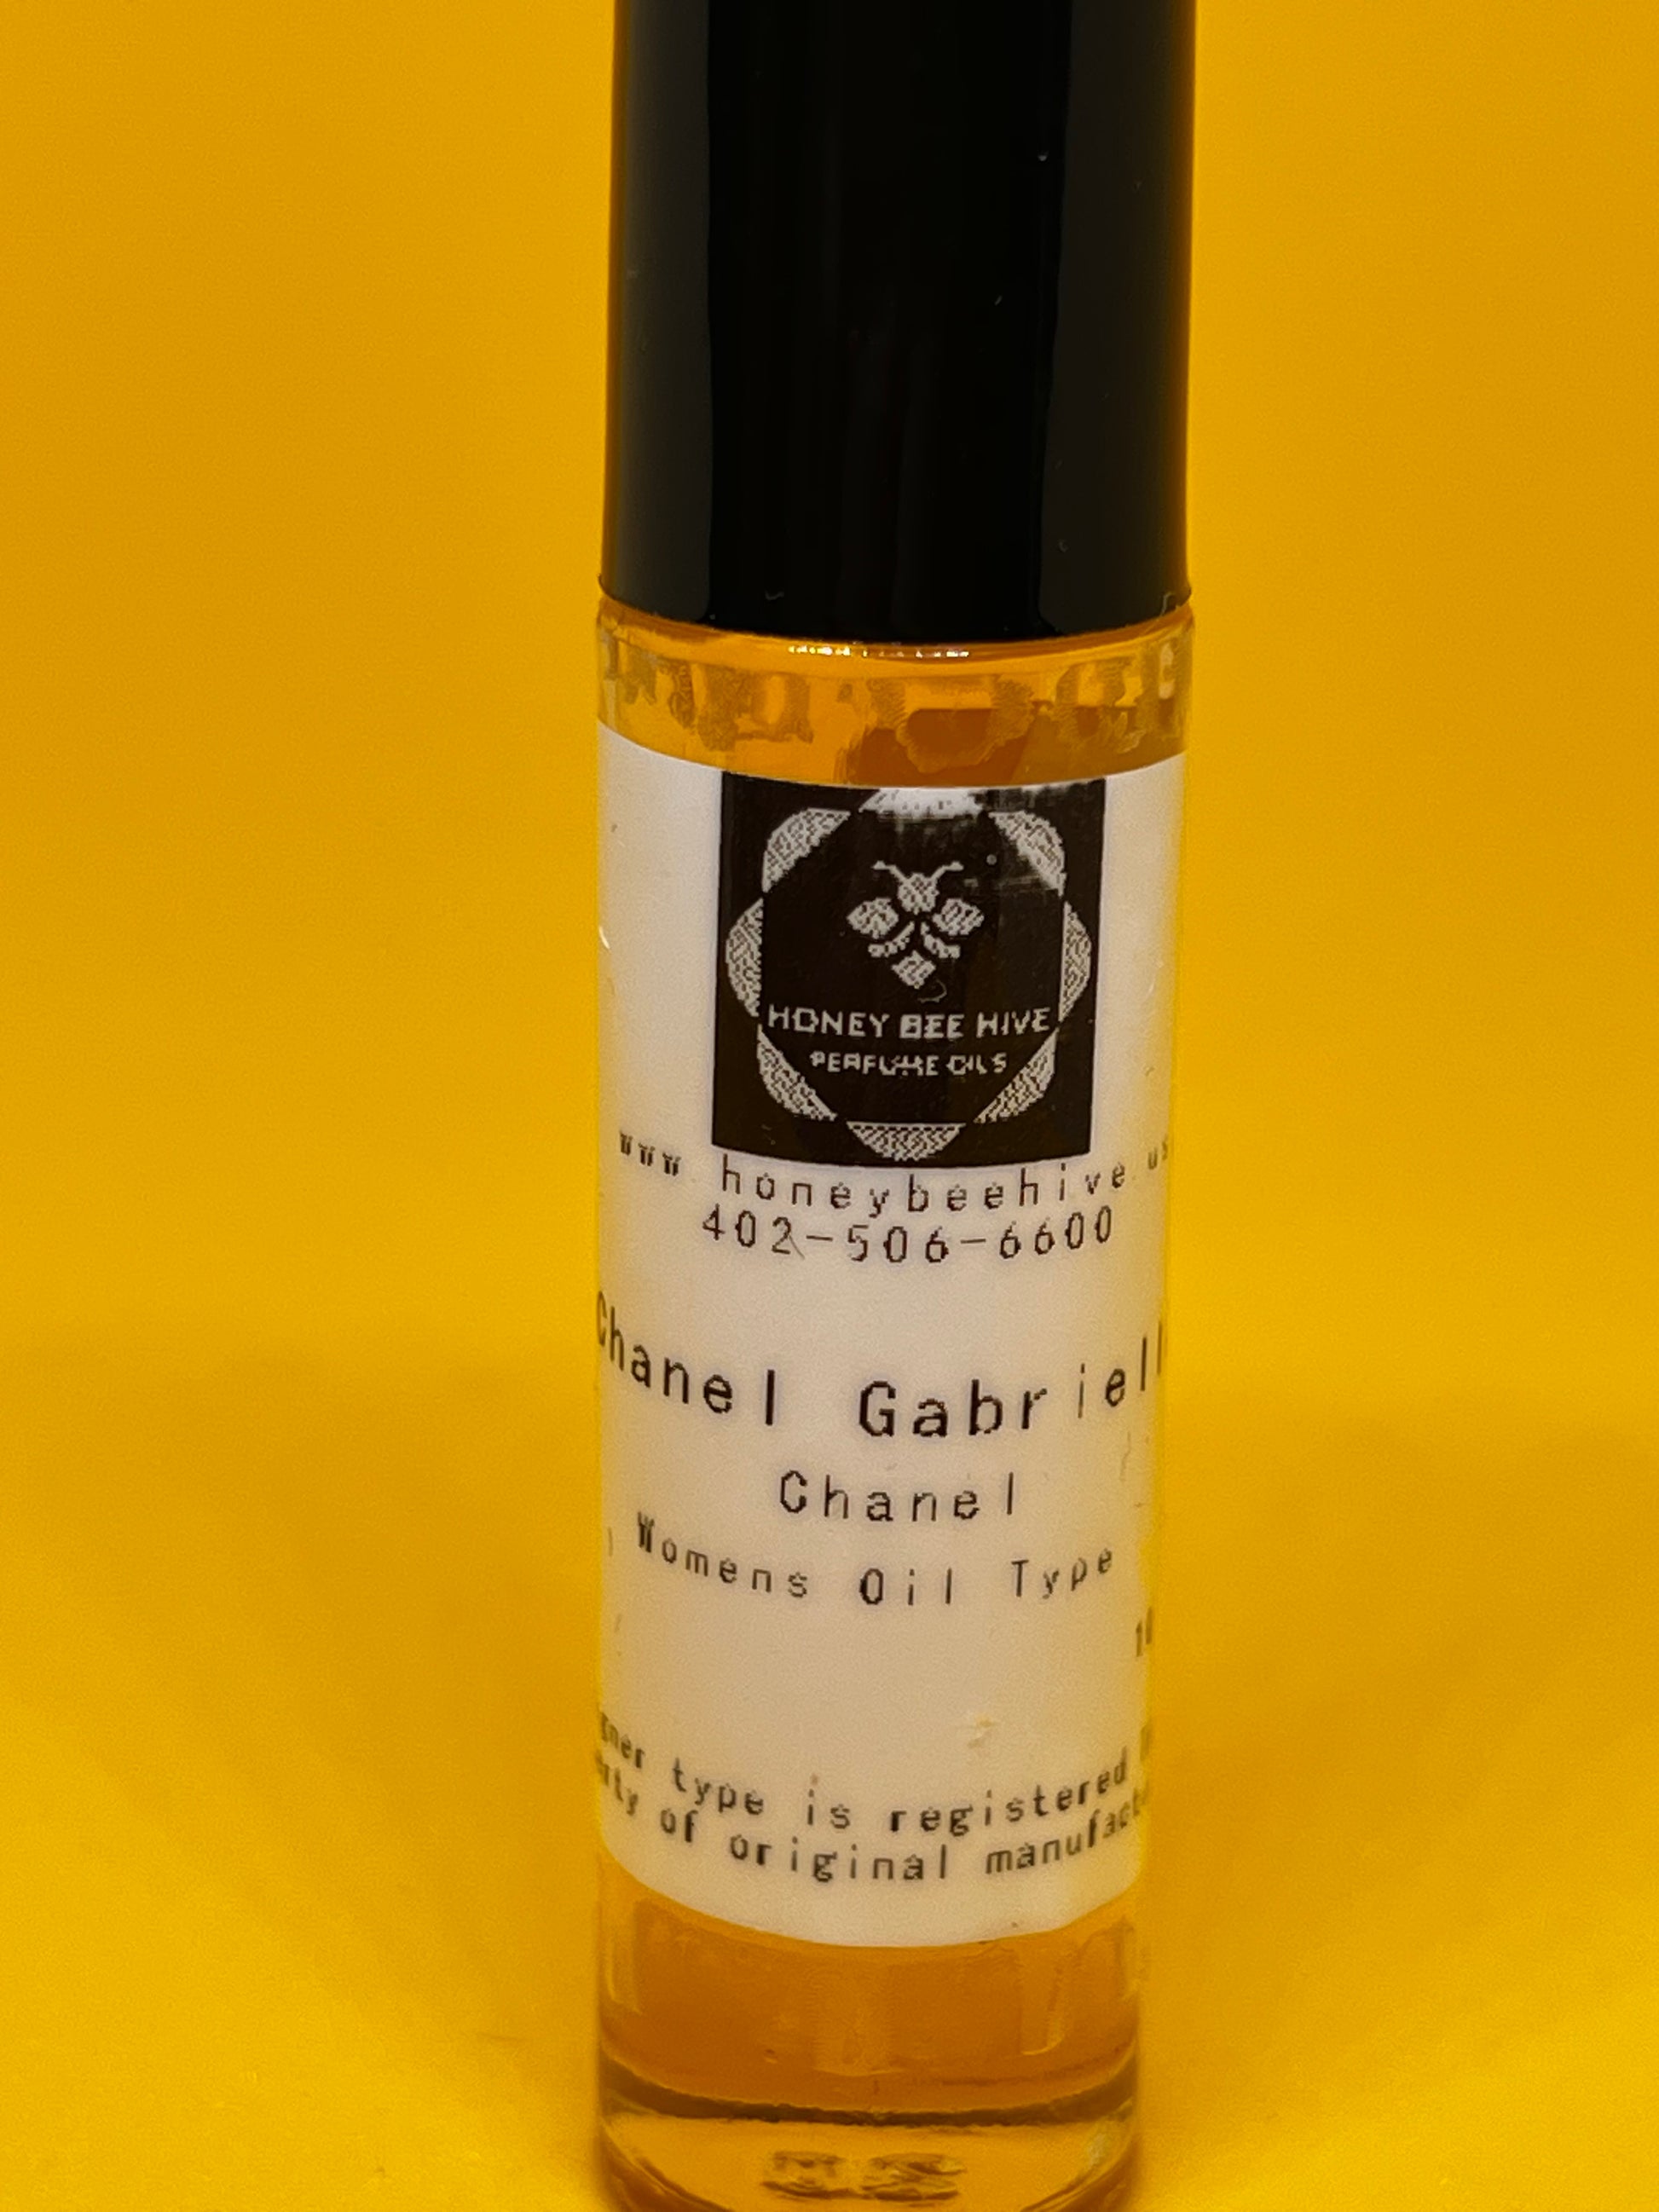 HONEY BEE HIVE
PERFUME OILS
www.honeybeehive.us
402-506-6600
Chanel Gabriell
Chanel
Womens Oil Type
type is registered
of original